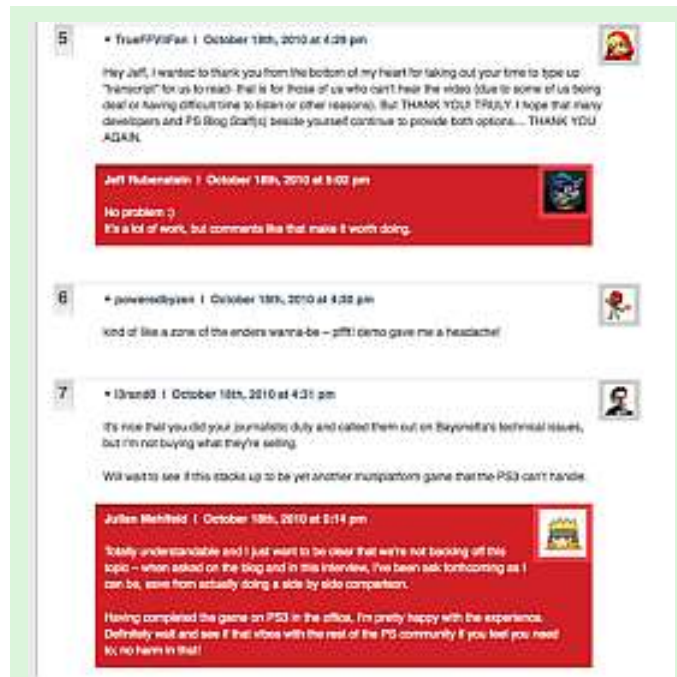 5
• TrueFFVIIFan | October 18th, 2010 at 4:29 pm
Hey Jeff, I wanted to thank you from the bottom of my heart for taking out your time to type up
"transcript" for us to read- that is for those of us who can't hear the video (due to some of us being
deaf or having difficult time to listen or other reasons). But THANK YOU! TRULY. I hope that many
developers and PS Blog Staff(s) beside yourself continue to provide both options.... THANK YOU
AGAIN.
Jeff Rubenstein | October 18th, 2010 at 5:02 pm
No problem :)
It's a lot of work, but comments like that make it worth doing.
6
• poweredbyzen | October 18th, 2010 at 4:30 pm
kind of like a zone of the enders wanna-be – pfft! demo gave me a headache!
7
• | October 18th, 2010 at 4:31 pm
It's nice that you did your journalistic duty and called them out on Bayonetta's technical issues,
but I'm not buying what they're selling.
Will wait to see if this stacks up to be yet another multiplatform game that the PS3 can't handle.
Julian | October 18th, 2010 at 5:14 pm
Totally understandable and I just want to be clear that we're not backing off this
topic – when asked on the blog and in this interview, I've been ask forthcoming as I
can be, save from actually doing a side by side comparison.
Having completed the game on PS3 in the office, I'm pretty happy with the experience.
Definitely wait and see if that vibes with the rest of the PS community if you feel you need
to; no harm in that!